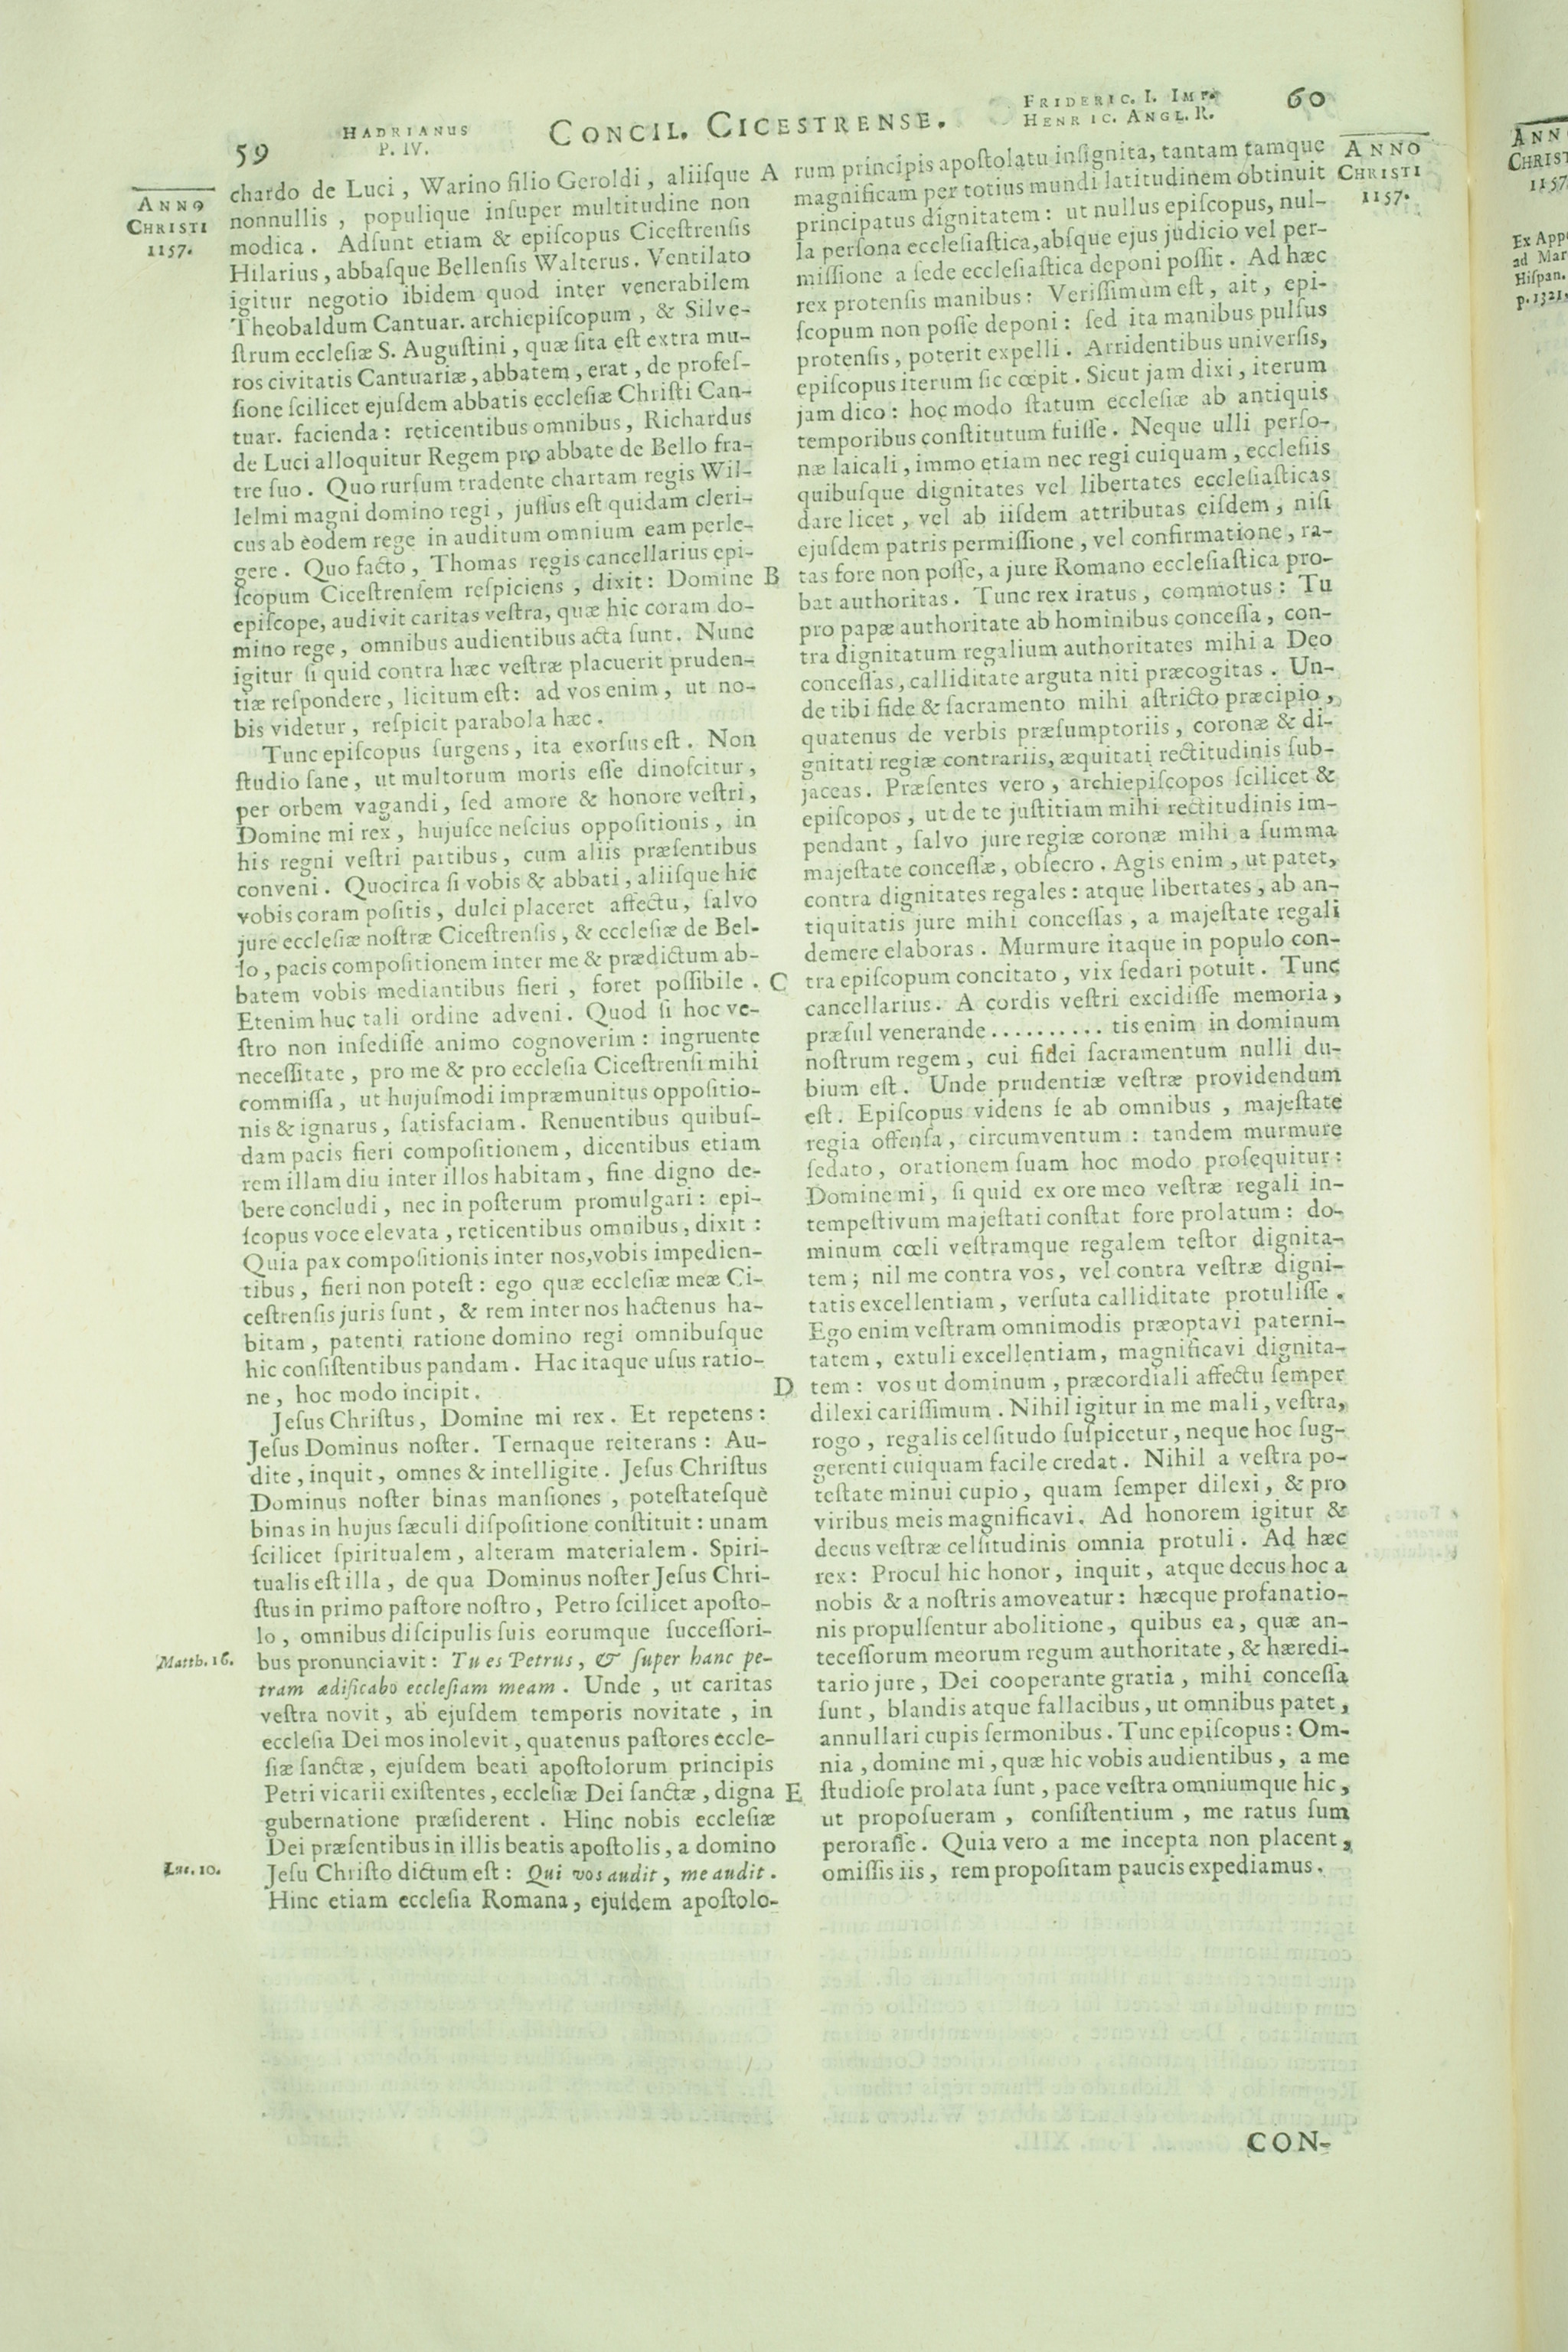 59
HADRIANUS
P. IV.
CONCIL. CICESTRENSE.
FRIDERIC. I. IMP.
HENRIC. ANGL. R.
60
ANNO
CHRISTI
1157.
chardo de Luci, Warino filio Geroldi, aliiſque
nonnullis, populique inſuper multitudine non
modica. Adſunt etiam & epiſcopus Ciceſtrenſis
Hilarius, abbaſque Bellenſis Walterus. Ventilato
igitur negotio ibidem quod inter venerabilem
Theobaldum Cantuar. archiepiſcopum, & Silve-
ſtrum eccleſiæ S. Auguſtini, quæ ſita eſt extra mu-
ros civitatis Cantuariæ, abbatem, erat, de profeſ-
ſione ſcilicet ejuſdem abbatis eccleſiæ Chriſti Can-
tuar. facienda: reticentibus omnibus, Richardus
de Luci alloquitur Regem pro abbate de Bello fra-
tre ſuo. Quo rurſum tradente chartam regis Wil-
lelmi magni domino regi, juſſus eſt quidam cleri-
cus ab eodem rege in auditum omnium eam perle-
gere. Quo facto, Thomas regis cancellarius epi-
ſcopum Ciceſtrenſem reſpiciens, dixit: Domine
epiſcope, audivit caritas veſtra, quæ hic coram do-
mino rege, omnibus audientibus acta ſunt. Nunc
igitur ſi quid contra hæc veſtræ placuerit pruden-
tiæ reſpondere, licitum eſt: ad vos enim, ut no-
bis videtur, reſpicit parabola hæc.
Tunc epiſcopus ſurgens, ita exorſus eſt. Non
ſtudio ſane, ut multorum moris eſſe dinoſcitur,
per orbem vagandi, ſed amore & honore veſtri,
Domine mi rex, hujuſce neſcius oppoſitionis, in
his regni veſtri partibus, cum aliis præſentibus
conveni. Quocirca ſi vobis & abbati, aliiſque hic
vobis coram poſitis, dulci placeret affectu, ſalvo
jure eccleſiæ noſtræ Ciceſtrenſis, & eccleſiæ de Bel-
lo, pacis compoſitionem inter me & prædictum ab-
batem vobis mediantibus fieri, foret poſſibile.
Etenim huc tali ordine adveni. Quod ſi hoc ve-
ſtro non inſediſſe animo cognoverim: ingruente
neceſſitate, pro me & pro eccleſia Ciceſtrenſi mihi
commiſſa, ut hujuſmodi impræmunitus oppoſitio-
nis & ignarus, ſatisfaciam. Renuentibus quibuſ-
dam pacis fieri compoſitionem, dicentibus etiam
rem illam diu inter illos habitam, fine digno de-
bere concludi, nec in poſterum promulgari: epi-
ſcopus voce elevata, reticentibus omnibus, dixit:
Quia pax compoſitionis inter nos, vobis impedien-
tibus, fieri non poteſt: ego quæ eccleſiæ meæ Ci-
ceſtrenſis juris ſunt, & rem inter nos hactenus ha-
bitam, patenti ratione domino regi omnibuſque
hic conſiſtentibus pandam. Hac itaque uſus ratio-
ne, hoc modo incipit.
Jeſus Chriſtus, Domine mi rex. Et repetens:
Jeſus Dominus noſter. Ternaque reiterans: Au-
dite, inquit, omnes & intelligite. Jeſus Chriſtus
Dominus noſter binas manſiones, poteſtateſquè
binas in hujus ſæculi diſpoſitione conſtituit: unam
ſcilicet ſpiritualem, alteram materialem. Spiri-
tualis eſt illa, de qua Dominus noſter Jeſus Chri-
ſtus in primo paſtore noſtro, Petro ſcilicet apoſto-
lo, omnibus diſcipulis ſuis eorumque ſucceſſori-
Matth. 16.
bus pronunciavit: Tu es Petrus, & ſuper hanc pe-
tram ædificabo eccleſiam meam. Unde, ut caritas
veſtra novit, ab ejuſdem temporis novitate, in
eccleſia Dei mos inolevit, quatenus paſtores eccle-
ſiæ ſanctæ, ejuſdem beati apoſtolorum principis
Petri vicarii exiſtentes, eccleſiæ Dei ſanctæ, digna
gubernatione præſiderent. Hinc nobis eccleſiæ
Dei præſentibus in illis beatis apoſtolis, a domino
Luc. 10.
Jeſu Chriſto dictum eſt: Qui vos audit, me audit.
Hinc etiam eccleſia Romana, ejuſdem apoſtolo-
A
B
C
D
E
rum principis apoſtolatu inſignita, tantam tamque
magnificam per totius mundi latitudinem obtinuit
principatus dignitatem: ut nullus epiſcopus, nul-
la perſona eccleſiaſtica, abſque ejus judicio vel per-
miſſione a ſede eccleſiaſtica deponi poſſit. Ad hæc
rex protenſis manibus: Veriſſimum eſt, ait, epi-
ſcopum non poſſe deponi: ſed ita manibus pulſus
protenſis, poterit expelli. Arridentibus univerſis,
epiſcopus iterum ſic cœpit. Sicut jam dixi, iterum
jam dico: hoc modo ſtatum eccleſiæ ab antiquis
temporibus conſtitutum fuiſſe. Neque ulli perſo-
næ laicali, immo etiam nec regi cuiquam, eccleſiis
quibuſque dignitates vel libertates eccleſiaſticas
dare licet, vel ab iiſdem attributas eiſdem, niſi
ejuſdem patris permiſſione, vel confirmatione, ra-
tas fore non poſſe, a jure Romano eccleſiaſtica pro-
bat authoritas. Tunc rex iratus, commotus: Tu
pro papæ authoritate ab hominibus conceſſa, con-
tra dignitatum regalium authoritates mihi a Deo
conceſſas, calliditate arguta niti præcogitas. Un-
de tibi fide & ſacramento mihi aſtricto præcipio,
quatenus de verbis præſumptoriis, coronæ & di-
gnitati regiæ contrariis, æquitati rectitudinis ſub-
jaceas. Præſentes vero, archiepiſcopos ſcilicet &
epiſcopos, ut de te juſtitiam mihi rectitudinis im-
pendant, ſalvo jure regiæ coronæ mihi a ſumma
majeſtate conceſſæ, obſecro. Agis enim, ut patet,
contra dignitates regales: atque libertates, ab an-
tiquitatis jure mihi conceſſas, a majeſtate regali
demere elaboras. Murmure itaque in populo con-
tra epiſcopum concitato, vix ſedari potuit. Tunc
cancellarius. A cordis veſtri excidiſſe memoria,
præſul venerande .......... tis enim in dominum
noſtrum regem, cui fidei ſacramentum nulli du-
bium eſt. Unde prudentiæ veſtræ providendum
eſt. Epiſcopus videns ſe ab omnibus, majeſtate
regia offenſa, circumventum: tandem murmure
ſedato, orationem ſuam hoc modo proſequitur:
Domine mi, ſi quid ex ore meo veſtræ regali in-
tempeſtivum majeſtati conſtat fore prolatum: do-
minum cœli veſtramque regalem teſtor dignita-
tem; nil me contra vos, vel contra veſtræ digni-
tatis excellentiam, verſuta calliditate protuliſſe.
Ego enim veſtram omnimodis præoptavi paterni-
tatem, extuli excellentiam, magnificavi dignita-
tem: vos ut dominum, præcordiali affectu ſemper
dilexi cariſſimum. Nihil igitur in me mali, veſtra,
rogo, regalis celſitudo ſuſpicetur, neque hoc ſug-
gerenti cuiquam facile credat. Nihil a veſtra po-
teſtate minui cupio, quam ſemper dilexi, & pro
viribus meis magnificavi. Ad honorem igitur &
decus veſtræ celſitudinis omnia protuli. Ad hæc
rex: Procul hic honor, inquit, atque decus hoc a
nobis & a noſtris amoveatur: hæcque profanatio-
nis propulſentur abolitione, quibus ea, quæ an-
teceſſorum meorum regum authoritate, & hæredi-
tario jure, Dei cooperante gratia, mihi conceſſa
ſunt, blandis atque fallacibus, ut omnibus patet,
annullari cupis ſermonibus. Tunc epiſcopus: Om-
nia, domine mi, quæ hic vobis audientibus, a me
ſtudioſe prolata ſunt, pace veſtra omniumque hic,
ut propoſueram, conſiſtentium, me ratus ſum
peroraſſe. Quia vero a me incepta non placent,
omiſſis iis, rem propoſitam paucis expediamus.
ANNO
CHRISTI
1157.
CON-
ANN
CHRIST
1157.
Ex App
ad Mar
Hiſpan.
p. 1321.